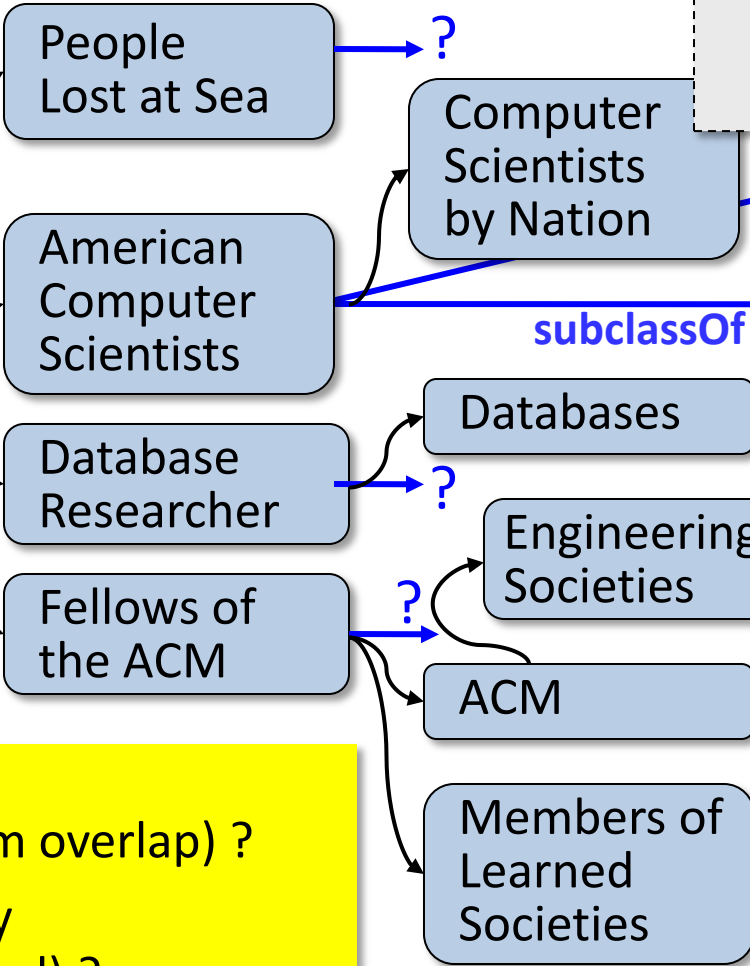 People
Lost at Sea
?
Computer
Scientists
by Nation
American
Computer
Scientists
subclassOf
Databases
Database
Researcher
?
Engineering
Societies
Fellows of
the ACM
?
ACM
Members of
Learned
Societies
overlap) ?